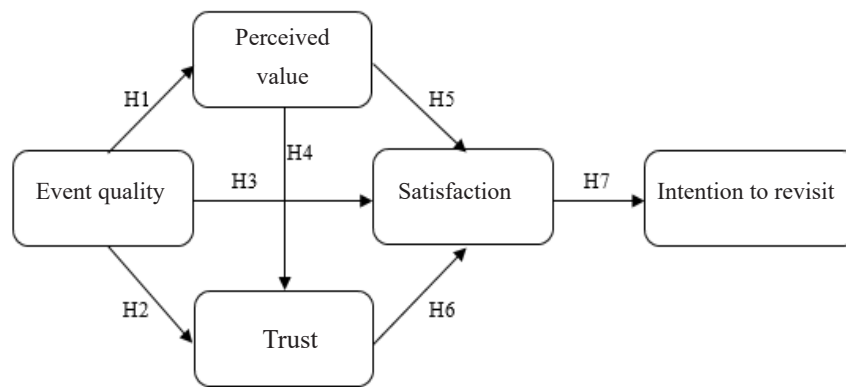 Perceived
value
H1
H5
H4
Event quality
H3
Satisfaction
H7
Intention to revisit
H2
Trust
H6